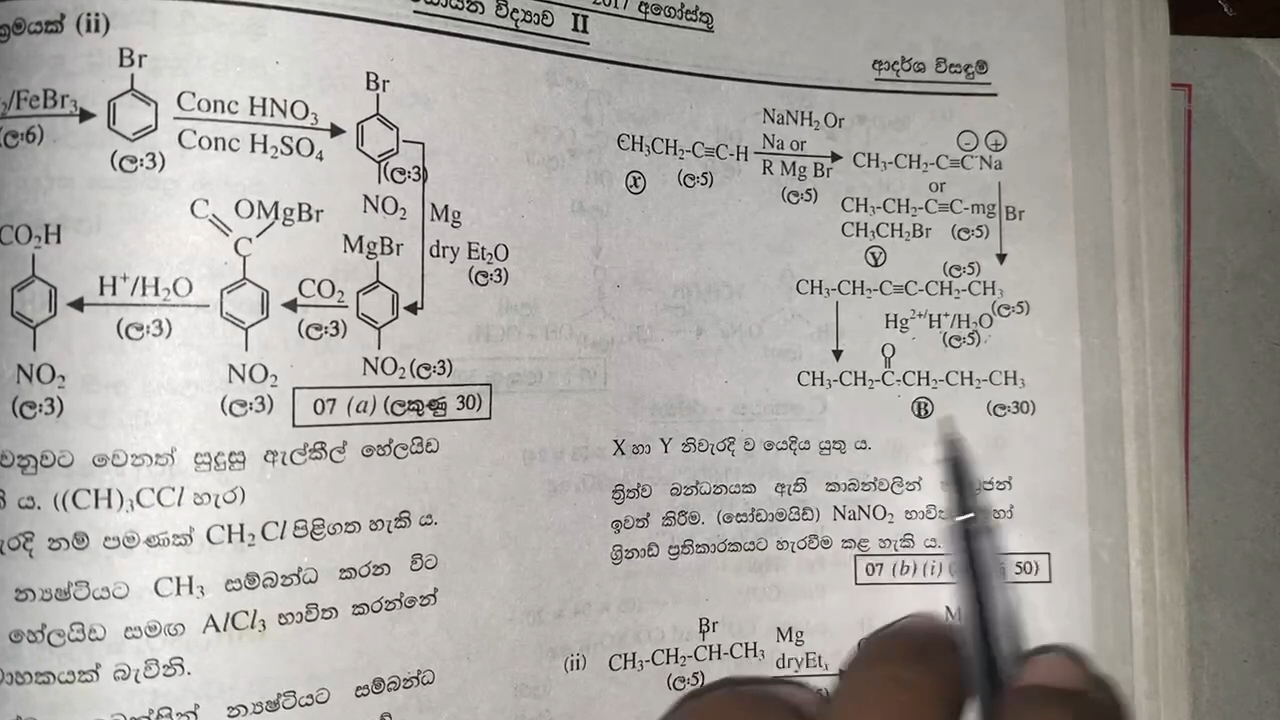 2017 අගෝස්තු
විද්‍යාව II
ආදර්ශ විසඳුම්
(ii)
Br
/FeBr₃
(ල:6)
(ල:3)
Conc HNO₃
Conc H₂SO₄
Br
(ල:3)
NO₂
Mg
dry Et₂O
(ල:3)
MgBr
NO₂ (ල:3)
CO₂
(ල:3)
C OMgBr
C
NO₂
(ල:3)
H⁺/H₂O
(ල:3)
CO₂H
NO₂
(ල:3)
07 (a) (ලකුණු 30)
වෙනත් සුදුසු ඇල්කීල් හේලයිඩ
ය. ((CH)₃CCl හැර)
නම් පමණක් CH₂Cl පිළිගත හැකි ය.
න්‍යෂ්ටියට CH₃ සම්බන්ධ කරන විට
හේලයිඩ සමඟ AlCl₃ භාවිත කරන්නේ
බැවිනි.
න්‍යෂ්ටියට සම්බන්ධ
CH₃CH₂-C≡C-H
X (ල:5)
NaNH₂ Or
Na or
R Mg Br
(ල:5)
CH₃-CH₂-C≡C⊖Na⊕
or
CH₃-CH₂-C≡C-mg Br
CH₃CH₂Br (ල:5)
Y
(ල:5)
CH₃-CH₂-C≡C-CH₂-CH₃
(ල:5)
Hg²⁺/H⁺/H₂O
(ල:5)
O
CH₃-CH₂-C-CH₂-CH₂-CH₃
B (ල:30)
X හා Y නිවැරදි ව යෙදිය යුතු ය.
ත්‍රිත්ව බන්ධනයක ඇති කාබන්වලින්
ඉවත් කිරීම. (සෝඩාමයිඩ්) NaNO₂
ග්‍රිනාඩ් ප්‍රතිකාරකයට හැරවීම කළ හැකි ය.
07 (b) (i) 50)
Br
(ii) CH₃-CH₂-CH-CH₃
(ල:5)
Mg